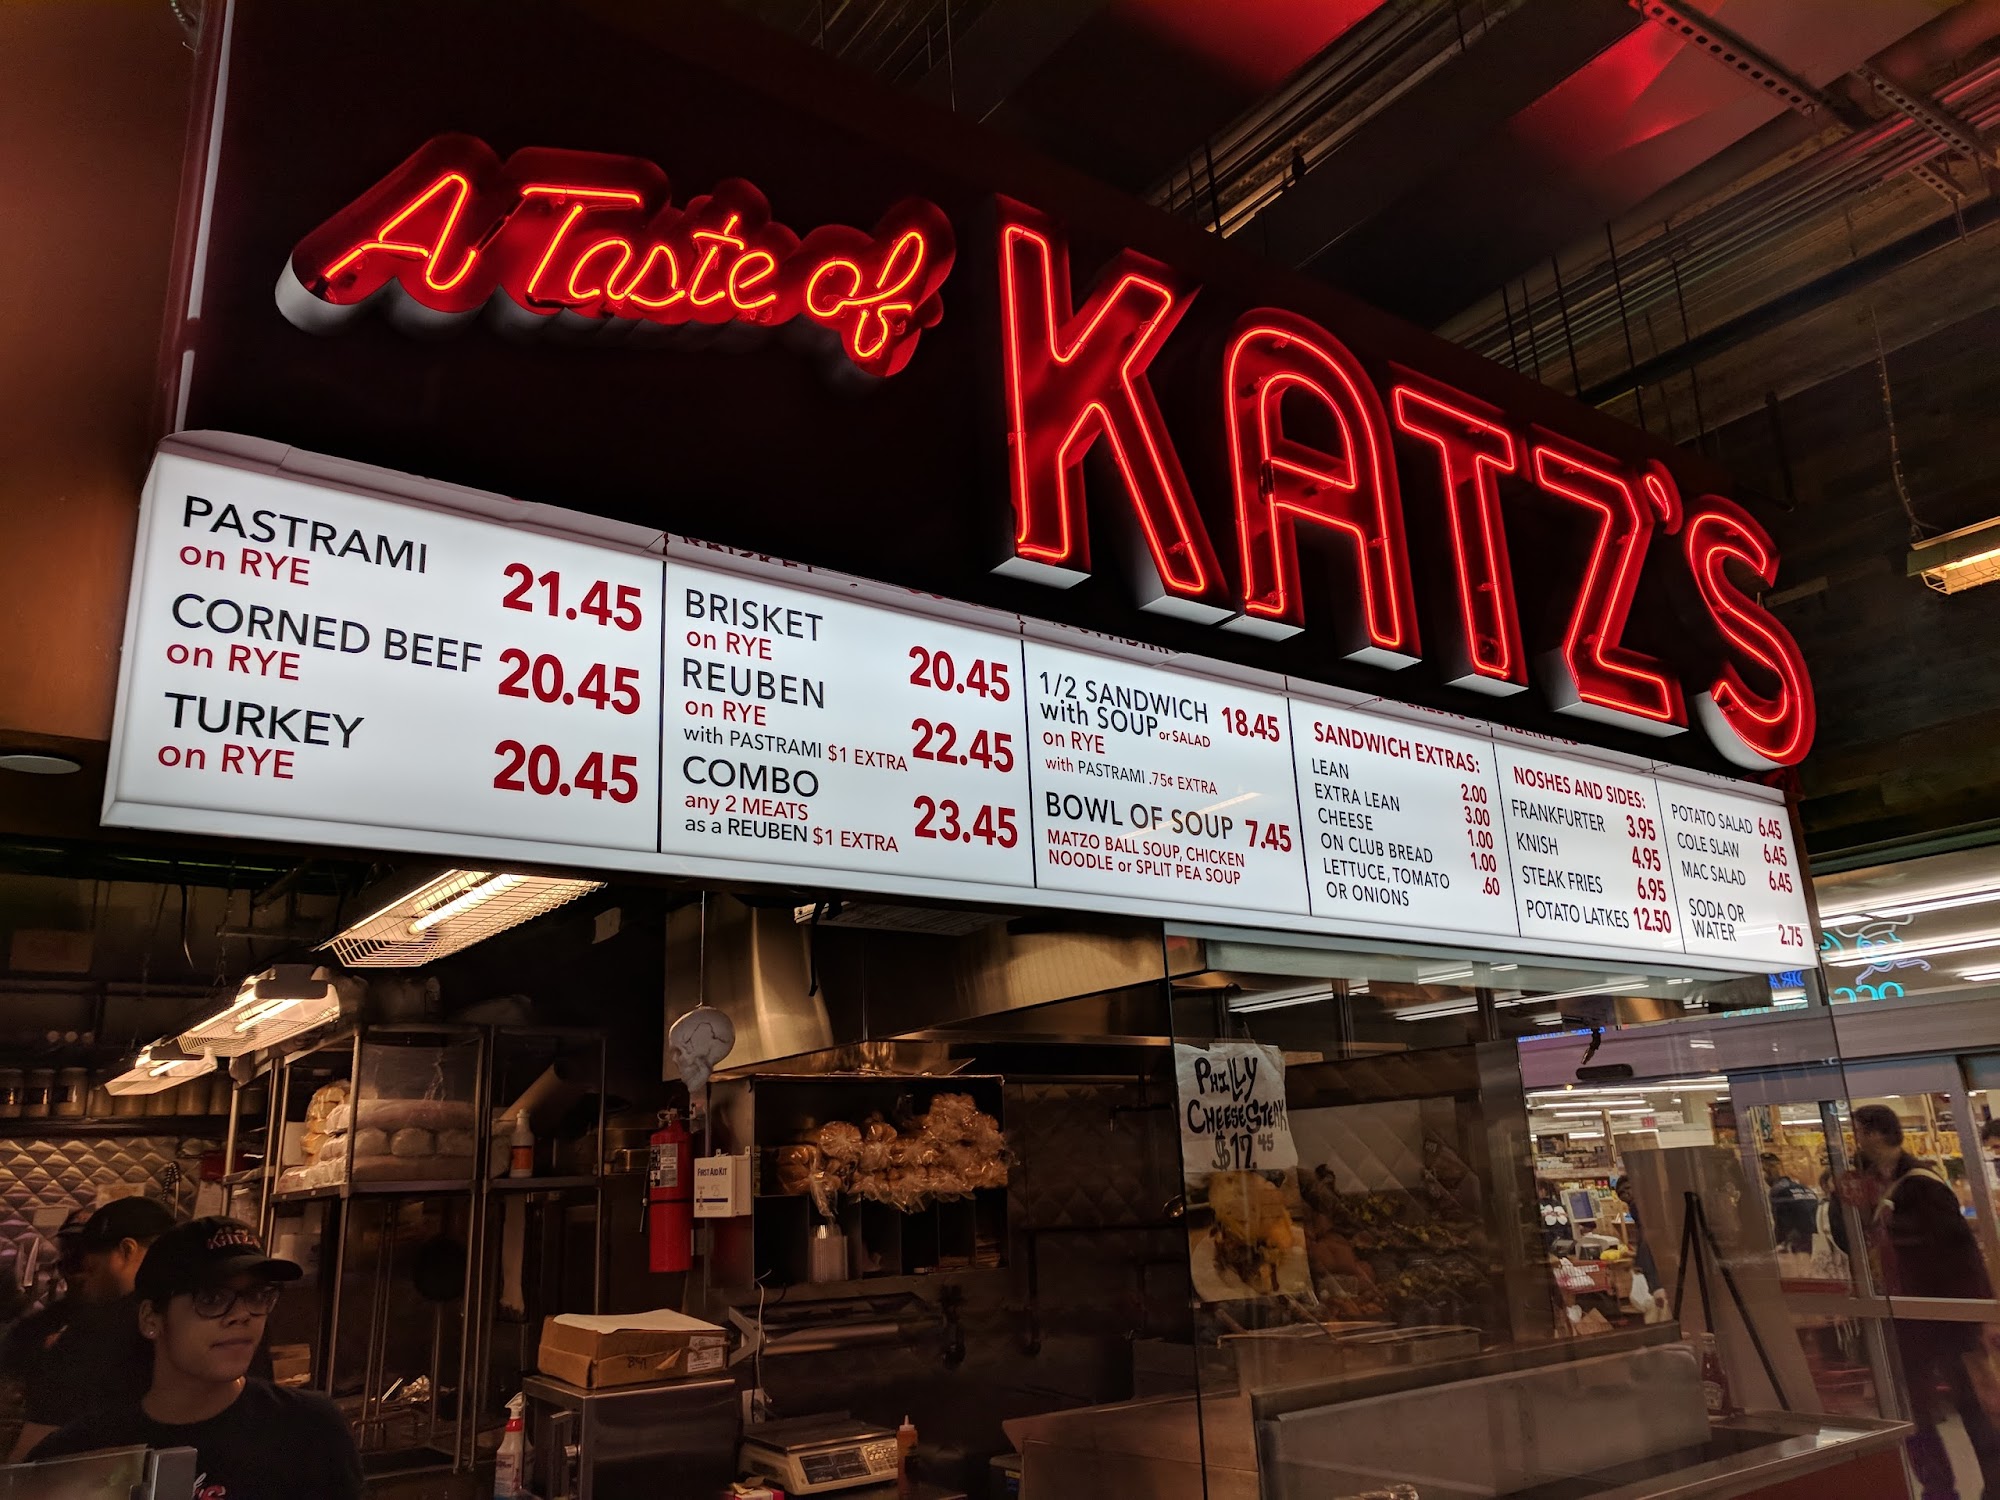 A Taste of KATZ'S
PASTRAMI
on RYE 21.45
CORNED BEEF
on RYE 20.45
TURKEY
on RYE 20.45
BRISKET
on RYE 20.45
REUBEN
on RYE 22.45
with PASTRAMI $1 EXTRA
COMBO
any 2 MEATS 23.45
as a REUBEN $1 EXTRA
1/2 SANDWICH
with SOUP or SALAD 18.45
on RYE
with PASTRAMI .75¢ EXTRA
BOWL OF SOUP 7.45
MATZO BALL SOUP, CHICKEN
NOODLE or SPLIT PEA SOUP
SANDWICH EXTRAS:
LEAN 2.00
EXTRA LEAN 3.00
CHEESE 1.00
ON CLUB BREAD 1.00
LETTUCE, TOMATO .60
OR ONIONS
NOSHES AND SIDES:
FRANKFURTER 3.95
KNISH 4.95
STEAK FRIES 6.95
POTATO LATKES 12.50
POTATO SALAD 6.45
COLE SLAW 6.45
MAC SALAD 6.45
SODA OR
WATER 2.75
PHILLY
CHEESESTEAK
$17.45
FIRST AID KIT
KATZ'S